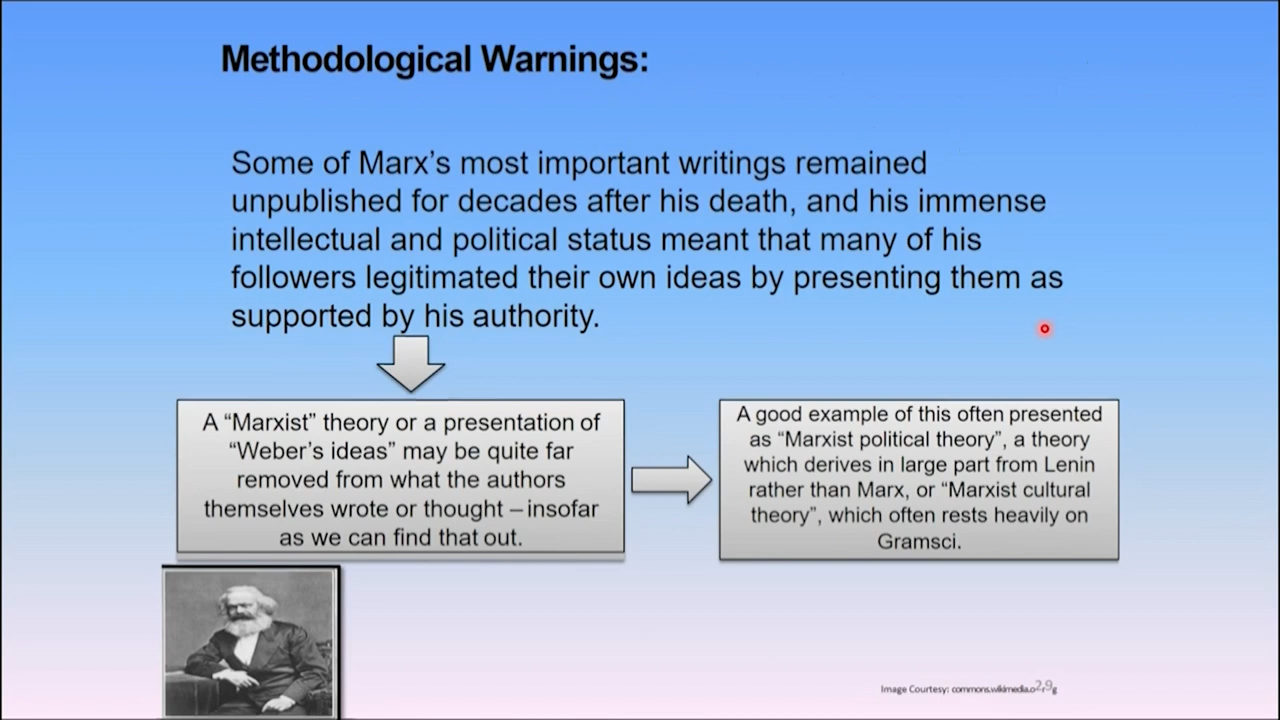 Methodological Warnings:
Some of Marx’s most important writings remained
unpublished for decades after his death, and his immense
intellectual and political status meant that many of his
followers legitimated their own ideas by presenting them as
supported by his authority.
A “Marxist” theory or a presentation of
“Weber’s ideas” may be quite far
removed from what the authors
themselves wrote or thought – insofar
as we can find that out.
A good example of this often presented
as “Marxist political theory”, a theory
which derives in large part from Lenin
rather than Marx, or “Marxist cultural
theory”, which often rests heavily on
Gramsci.
Image Courtesy: commons.wikimedia.org
29